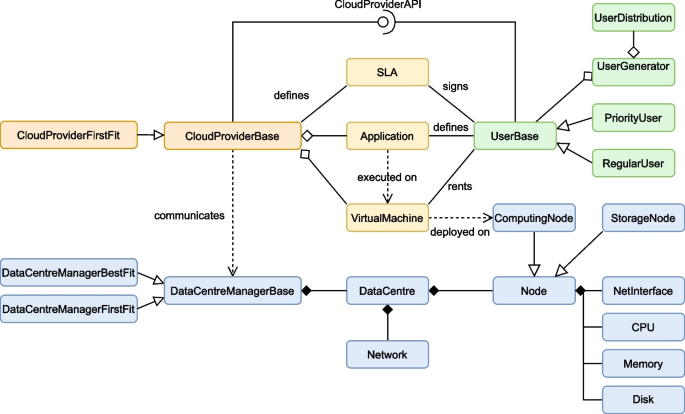 CloudProviderAPI
UserDistribution
SLA
UserGenerator
defines
signs
PriorityUser
CloudProviderFirstFit
CloudProviderBase
Application
defines
UserBase
RegularUser
executed on
rents
communicates
VirtualMachine
deployed on
ComputingNode
StorageNode
DataCentreManagerBestFit
DataCentreManagerBase
DataCentre
Node
NetInterface
DataCentreManagerFirstFit
CPU
Network
Memory
Disk